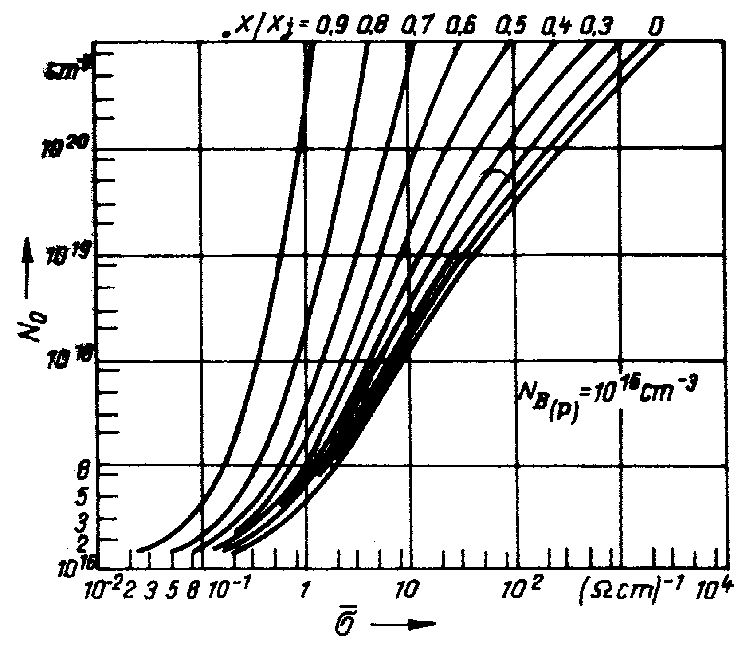 x/xj = 0,9 0,8 0,7 0,6 0,5 0,4 0,3 0
cm⁻³
10²⁰
10¹⁹
N₀
10¹⁸
N_B(p) = 10¹⁶ cm⁻³
8
5
3
2
10¹⁶
10⁻² 2 3 5 8 10⁻¹ 1 10 10² (Ωcm)⁻¹ 10⁴
σ̄ →